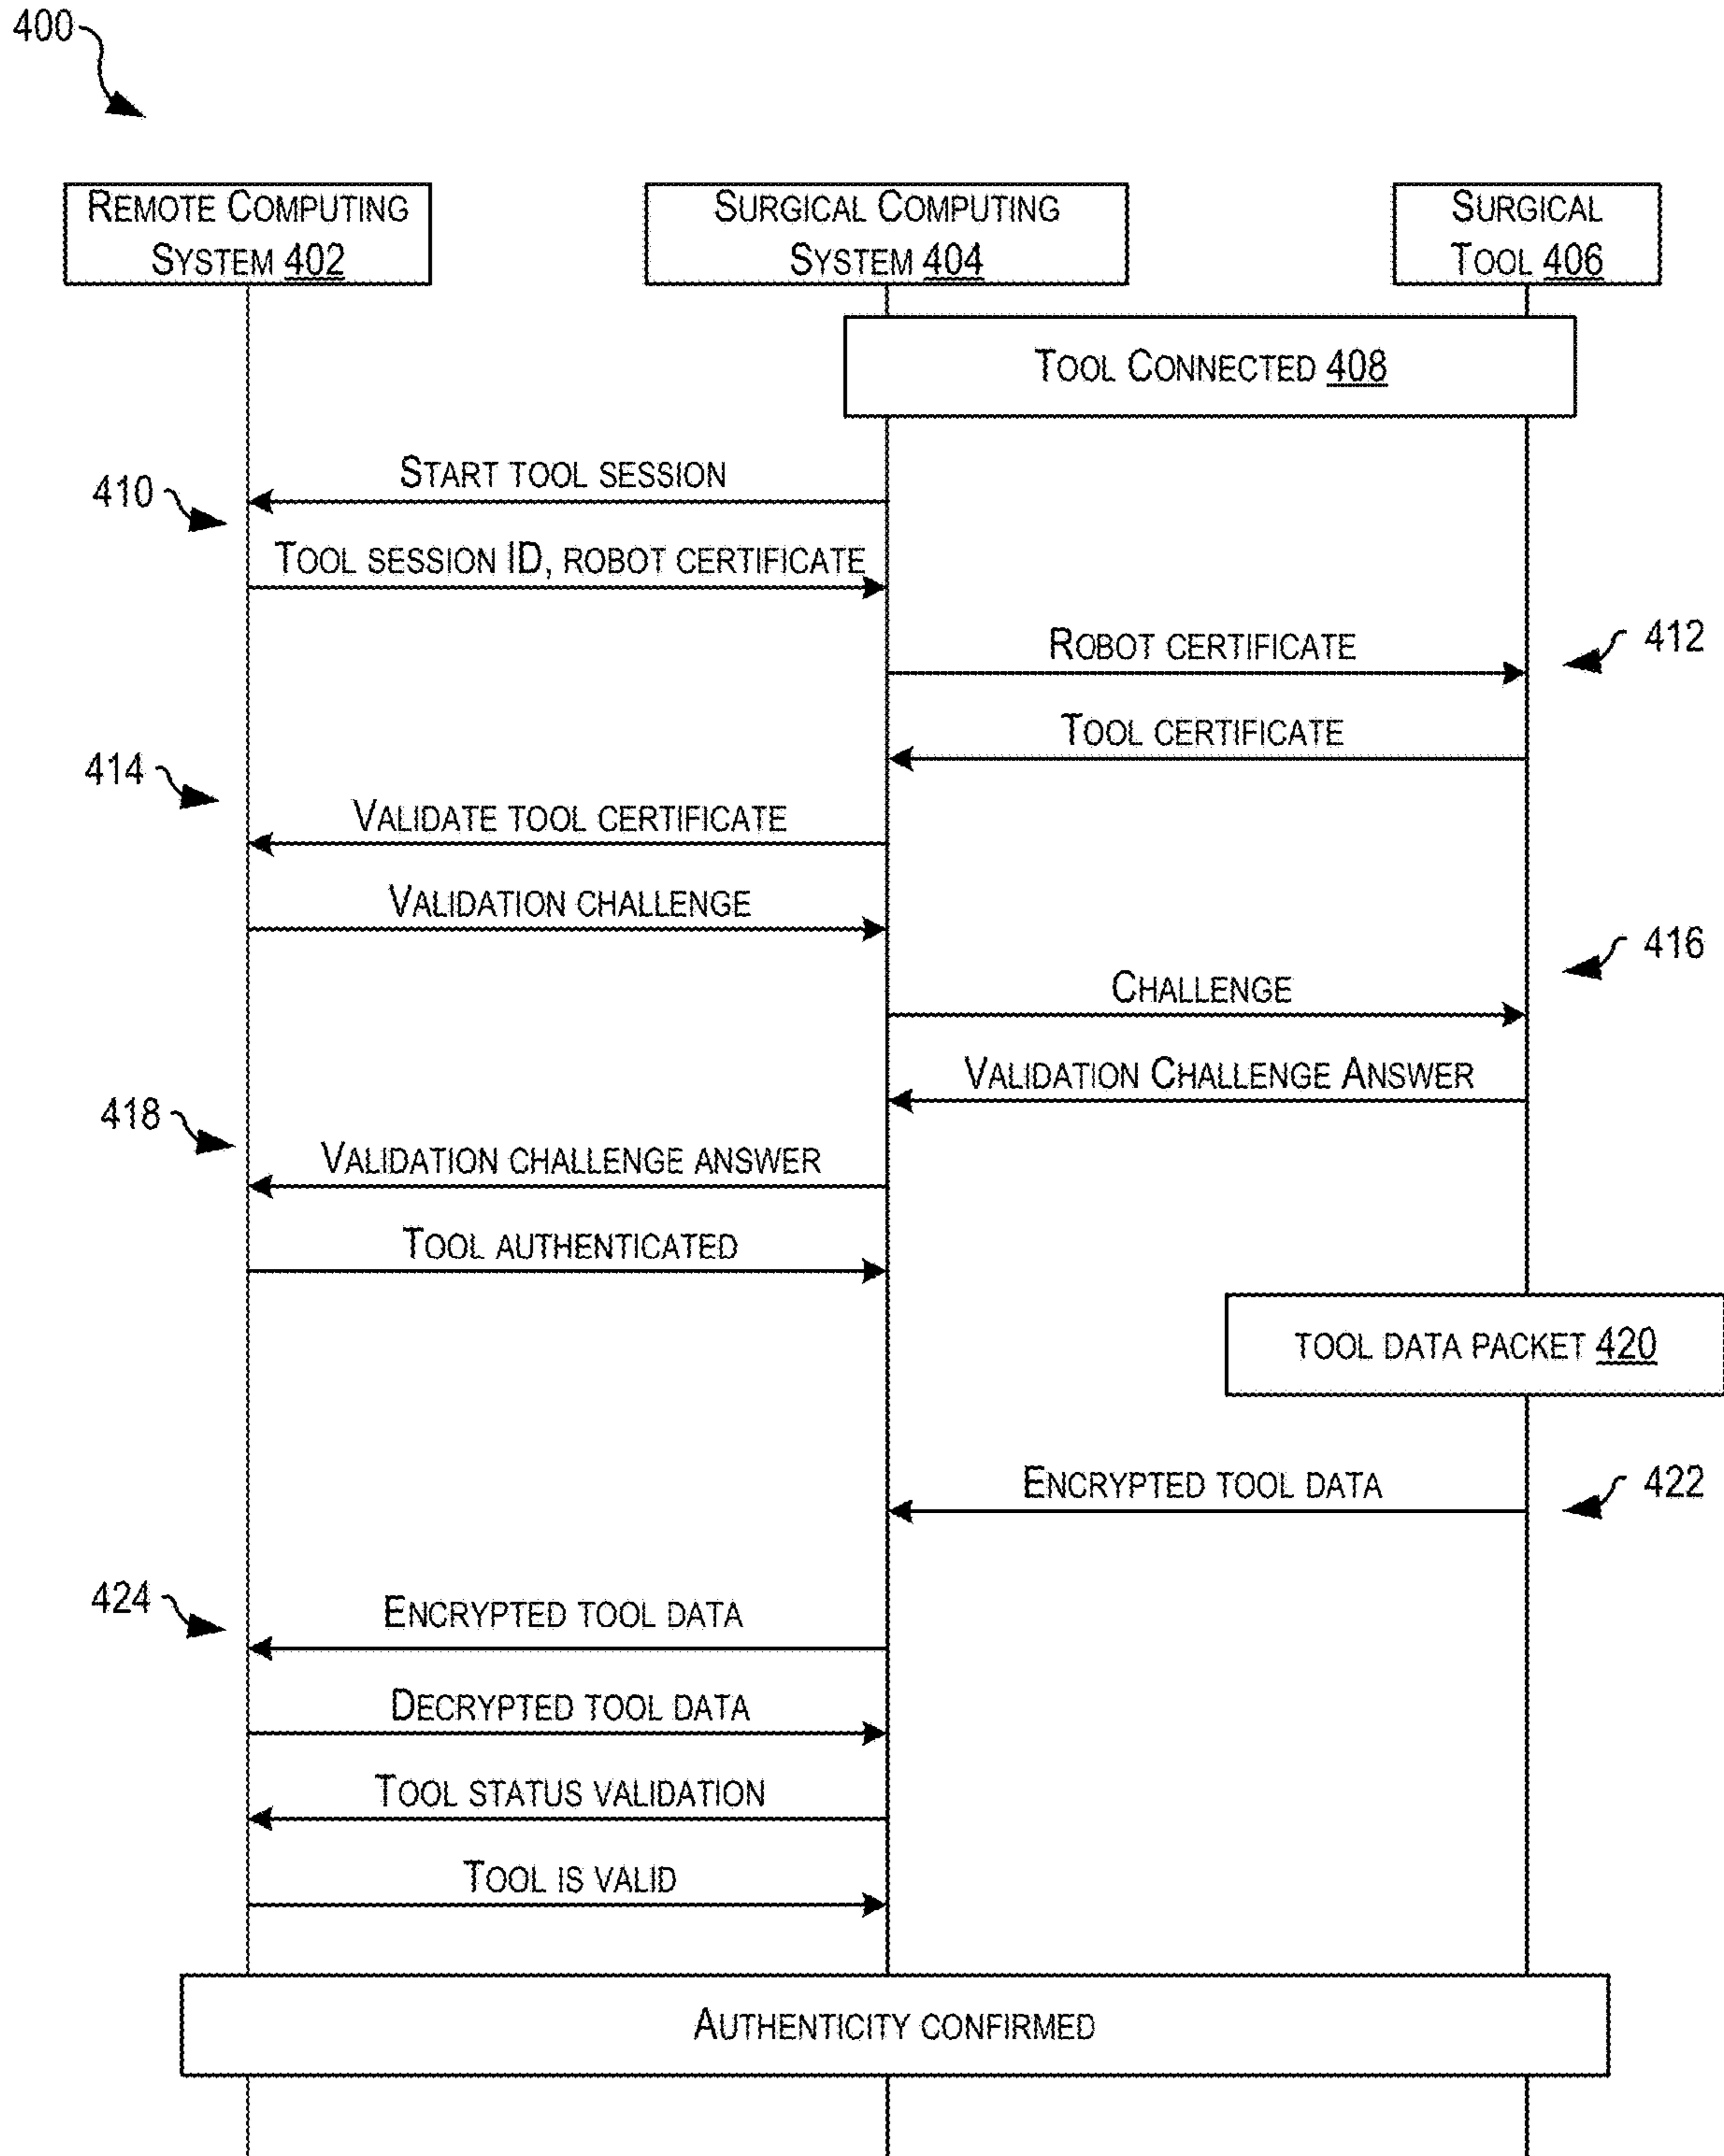 400
REMOTE COMPUTING
SYSTEM 402
SURGICAL COMPUTING
SYSTEM 404
SURGICAL
TOOL 406
TOOL CONNECTED 408
START TOOL SESSION
410
TOOL SESSION ID, ROBOT CERTIFICATE
ROBOT CERTIFICATE
412
TOOL CERTIFICATE
414
VALIDATE TOOL CERTIFICATE
VALIDATION CHALLENGE
416
CHALLENGE
VALIDATION CHALLENGE ANSWER
418
VALIDATION CHALLENGE ANSWER
TOOL AUTHENTICATED
TOOL DATA PACKET 420
ENCRYPTED TOOL DATA
422
424
ENCRYPTED TOOL DATA
DECRYPTED TOOL DATA
TOOL STATUS VALIDATION
TOOL IS VALID
AUTHENTICITY CONFIRMED